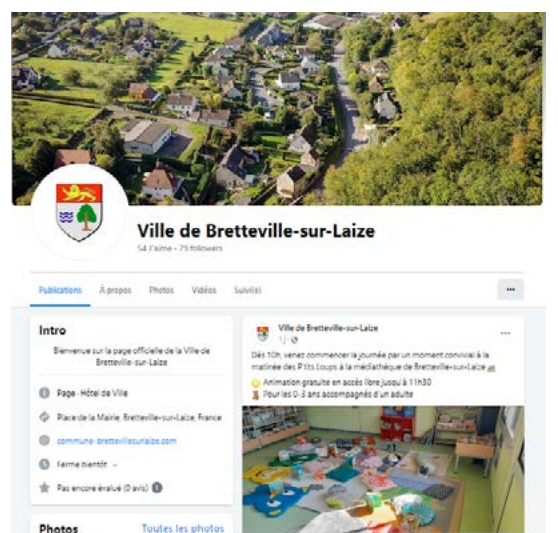 Ville de Bretteville-sur-Laize
54 J'aime • 79 followers
Publications À propos Photos Vidéos Suivi(e)
Intro
Bienvenue sur la page officielle de la Ville de
Bretteville-sur-Laize
Page · Hôtel de Ville
Place de la Mairie, Bretteville-sur-Laize, France
commune-brettevillesurlaize.com
Ferme bientôt
Pas encore évalué (0 avis)
Photos Toutes les photos
Ville de Bretteville-sur-Laize
1 j ·
Dès 10h, venez commencer la journée par un moment convivial à la
matinée des P'tits Loups à la médiathèque de Bretteville-sur-Laize
Animation gratuite en accès libre jusqu'à 11h30
Pour les 0-3 ans accompagnés d'un adulte